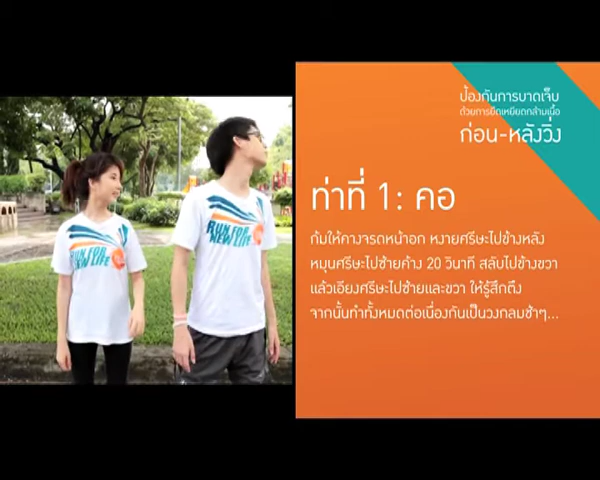 ป้องกันการบาดเจ็บ
ด้วยการยืดเหยียดกล้ามเนื้อ
ก่อน-หลังวิ่ง
ท่าที่ 1: คอ
ก้มให้คางจรดหน้าอก หงายศรีษะไปข้างหลัง
หมุนศรีษะไปซ้ายค้าง 20 วินาที สลับไปข้างขวา
แล้วเอียงศรีษะไปซ้ายและขวา ให้รู้สึกตึง
จากนั้นทำทั้งหมดต่อเนื่องกันเป็นวงกลมช้าๆ...
RUN FOR
NEW LIFE
RUN FOR
NEW LIFE